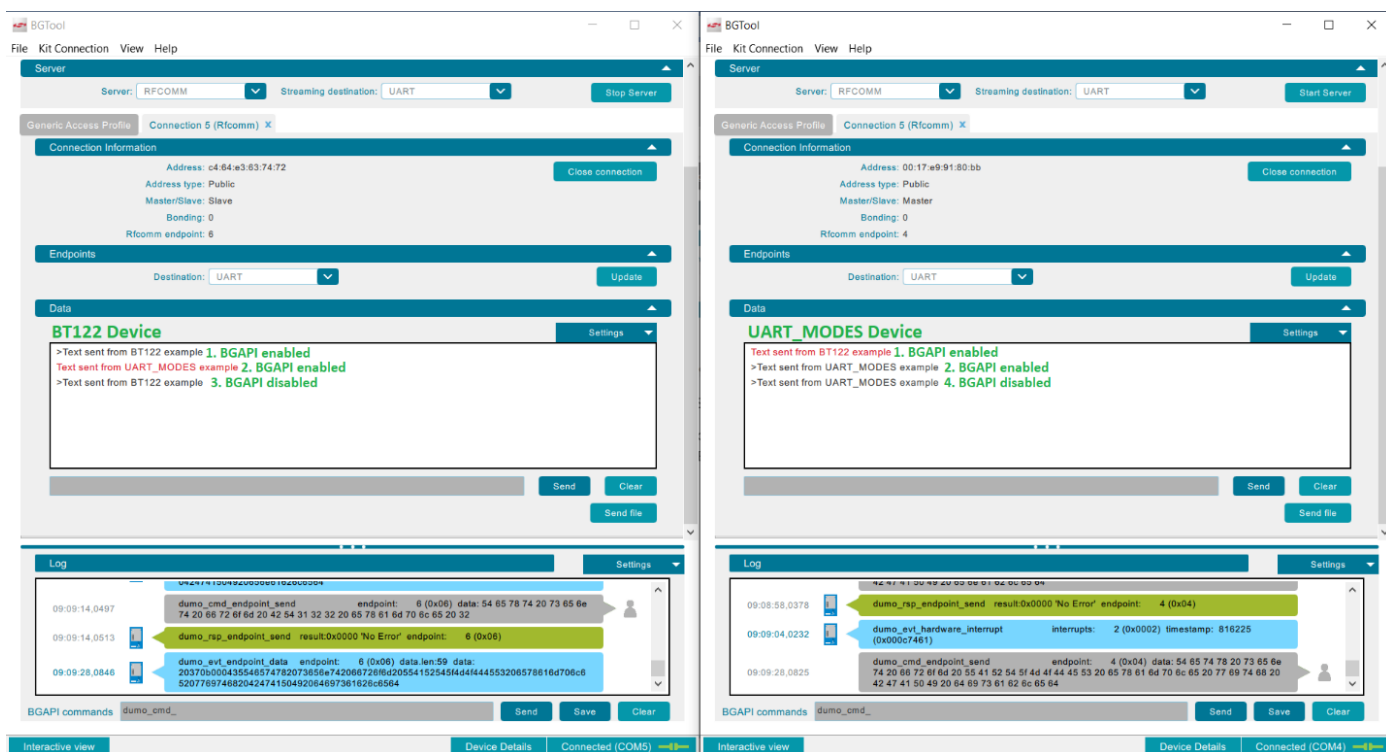 BGTool
File Kit Connection View Help
Server
Server: RFCOMM Streaming destination: UART Stop Server
Generic Access Profile Connection 5 (Rfcomm) X
Connection Information
Address: c4:64:e3:63:74:72
Close connection
Address type: Public
Master/Slave: Slave
Bonding: 0
Rfcomm endpoint: 6
Endpoints
Destination: UART Update
Data
BT122 Device
Settings
>Text sent from BT122 example 1. BGAPI enabled
Text sent from UART_MODES example 2. BGAPI enabled
>Text sent from BT122 example 3. BGAPI disabled
Send Clear
Send file
Log Settings
09:09:14,0497 dumo_cmd_endpoint_send endpoint: 6 (0x06) data: 54 65 78 74 20 73 65 6e
74 20 66 72 6f 6d 20 42 54 31 32 32 20 65 78 61 6d 70 6c 65 20 32
09:09:14,0513 dumo_rsp_endpoint_send result:0x0000 'No Error' endpoint: 6 (0x06)
dumo_evt_endpoint_data endpoint: 6 (0x06) data.len:59 data:
09:09:28,0846
BGAPI commands dumo_cmd_ Send Save Clear
Interactive view Device Details Connected (COM5)
BGTool
File Kit Connection View Help
Server
Server: RFCOMM Streaming destination: UART Start Server
Generic Access Profile Connection 5 (Rfcomm) X
Connection Information
Address: 00:17:e9:91:80:bb
Close connection
Address type: Public
Master/Slave: Master
Bonding: 0
Rfcomm endpoint: 4
Endpoints
Destination: UART Update
Data
UART_MODES Device
Settings
Text sent from BT122 example 1. BGAPI enabled
>Text sent from UART_MODES example 2. BGAPI enabled
>Text sent from UART_MODES example 4. BGAPI disabled
Send Clear
Send file
Log Settings
42 47 41 50 49 20 65 6e 61 62 6c 65 64
09:08:58,0378 dumo_rsp_endpoint_send result:0x0000 'No Error' endpoint: 4 (0x04)
09:09:04,0232 dumo_evt_hardware_interrupt interrupts: 2 (0x0002) timestamp: 816225
(0x000c7461)
09:09:28,0825 dumo_cmd_endpoint_send endpoint: 4 (0x04) data: 54 65 74 78 20 73 65 6e
74 20 66 72 6f 6d 20 55 41 52 54 5f 4d 4f 44 45 53 20 65 78 61 6d 70 6c 65 20 77 69 74 68 20
42 47 41 50 49 20 64 69 73 61 62 6c 65 64
BGAPI commands dumo_cmd_ Send Save Clear
Interactive view Device Details Connected (COM4)